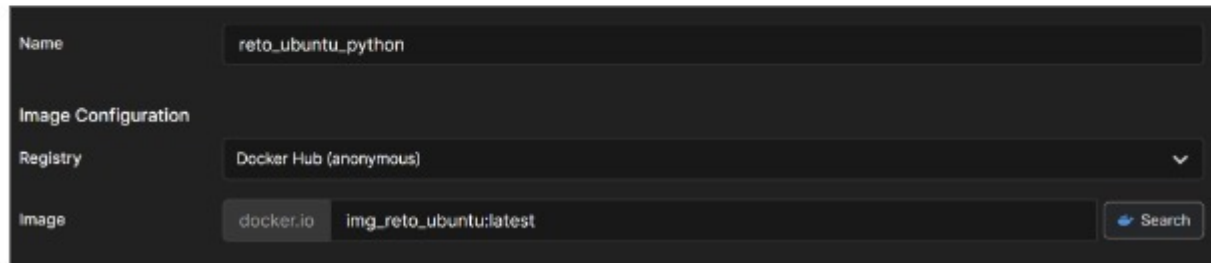 Name reto_ubuntu_python
Image Configuration
Registry Docker Hub (anonymous)
Image docker.io img_reto_ubuntu:latest Search